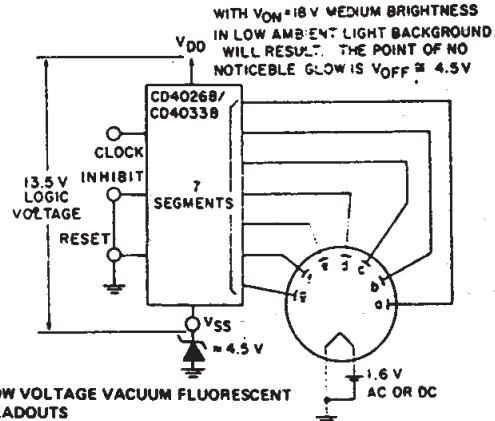 WITH VON = 18 V MEDIUM BRIGHTNESS
IN LOW AMBIENT LIGHT BACKGROUND
WILL RESULT. THE POINT OF NO
NOTICEBLE GLOW IS VOFF ≅ 4.5V
VDD
CD4026B/
CD4033B
CLOCK
INHIBIT
13.5 V
LOGIC
VOLTAGE
7
SEGMENTS
RESET
f
e
d
c
b
a
g
VSS
≈ 4.5 V
1.6 V
AC OR DC
OW VOLTAGE VACUUM FLUORESCENT
EADOUTS